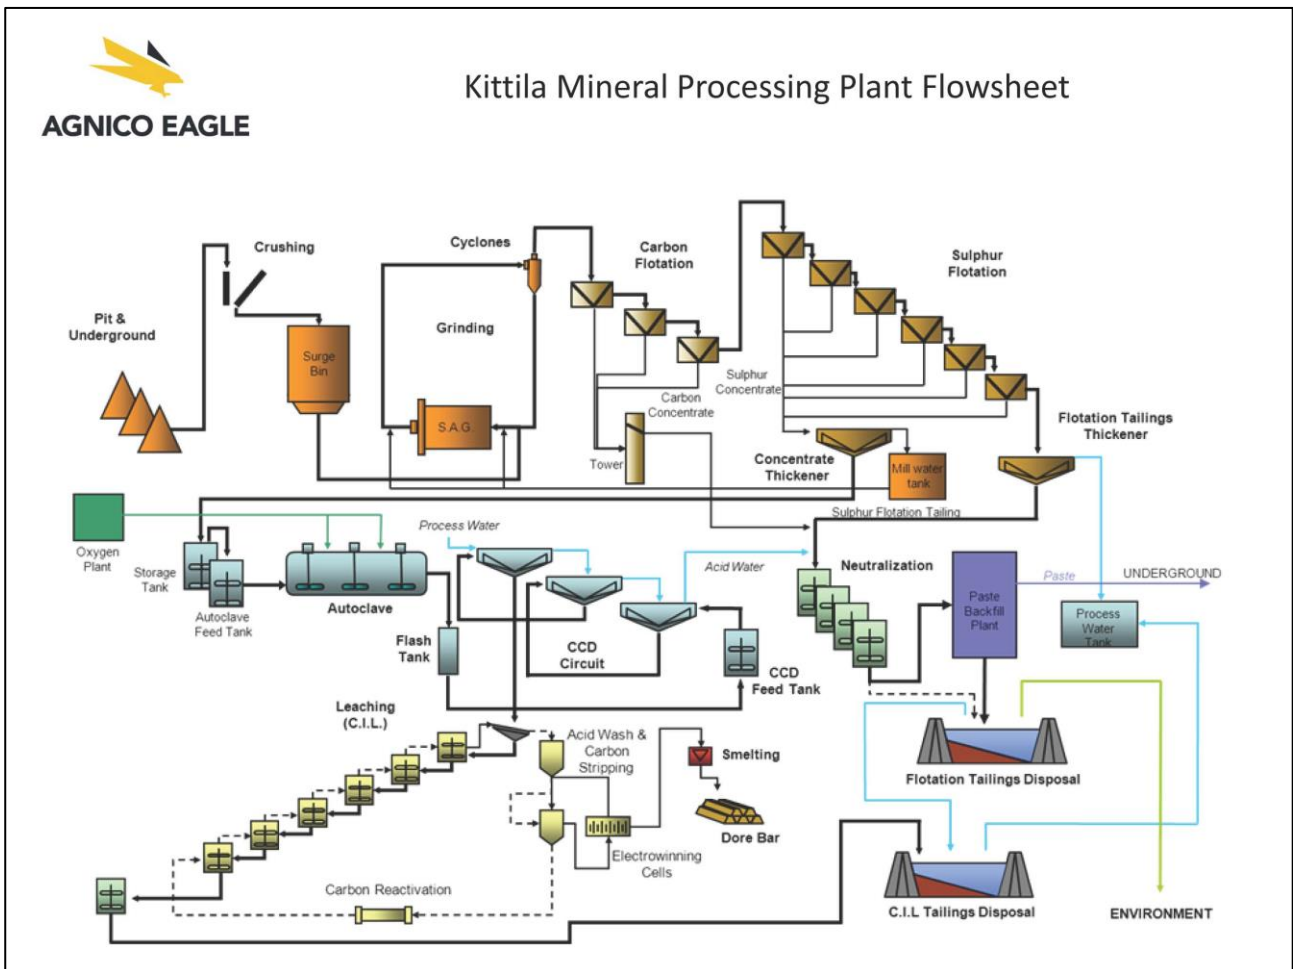 AGNICO EAGLE
Kittila Mineral Processing Plant Flowsheet
Crushing
Cyclones
Carbon
Flotation
Sulphur
Flotation
Pit &
Underground
Grinding
Surge
Bin
S.A.G.
Sulphur
Concentrate
Carbon
Concentrate
Tower
Concentrate
Thickener
Mill water
tank
Flotation Tailings
Thickener
Sulphur Flotation Tailing
Oxygen
Plant
Storage
Tank
Autoclave
Feed Tank
Autoclave
Process Water
Acid Water
Flash
Tank
CCD
Circuit
CCD
Feed Tank
Neutralization
Paste
Backfill
Plant
Paste
UNDERGROUND
Process
Water
Tank
Leaching
(C.I.L.)
Acid Wash &
Carbon
Stripping
Smelting
Dore Bar
Electrowinning
Cells
Carbon Reactivation
Flotation Tailings Disposal
C.I.L Tailings Disposal
ENVIRONMENT